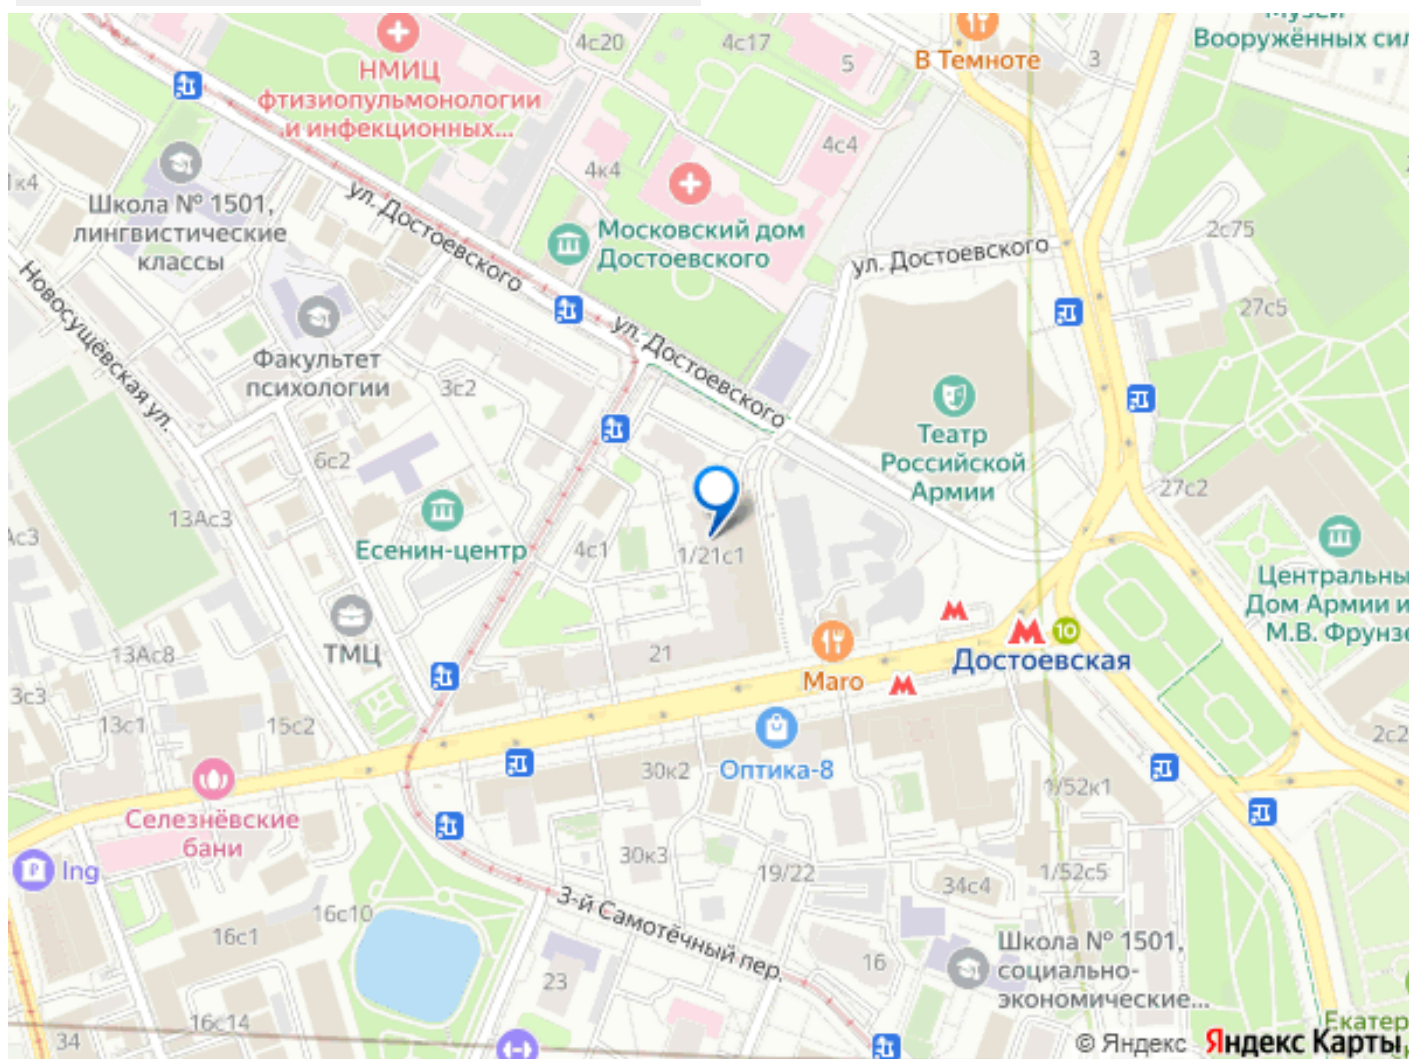 Музей
Вооружённых сил
4с20
4с17
5
В Темноте
3
НМИЦ
фтизиопульмонологии
и инфекционных...
4с4
4к4
1к4
Школа № 1501,
лингвистические
классы
ул. Достоевского
Московский дом
Достоевского
ул. Достоевского
2с75
27с5
Новосущёвская ул.
Факультет
психологии
3с2
ул. Достоевского
Театр
Российской
Армии
6с2
27с2
13Ас3
Ас3
Есенин-центр
4с1
1/21с1
Центральны
Дом Армии и
М.В. Фрунзе
ТМЦ
13Ас8
21
Maro
10
Достоевская
3с3
13с1
15с2
2с2
30к2
Оптика-8
1/52к1
Селезнёвские
бани
Ing
30к3
19/22
34с4
1/52с5
16с10
16с1
3-й Самотёчный пер.
16
Школа № 1501,
социально-
экономические...
23
16с14
34
Екатер
© Яндекс Яндекс Карты